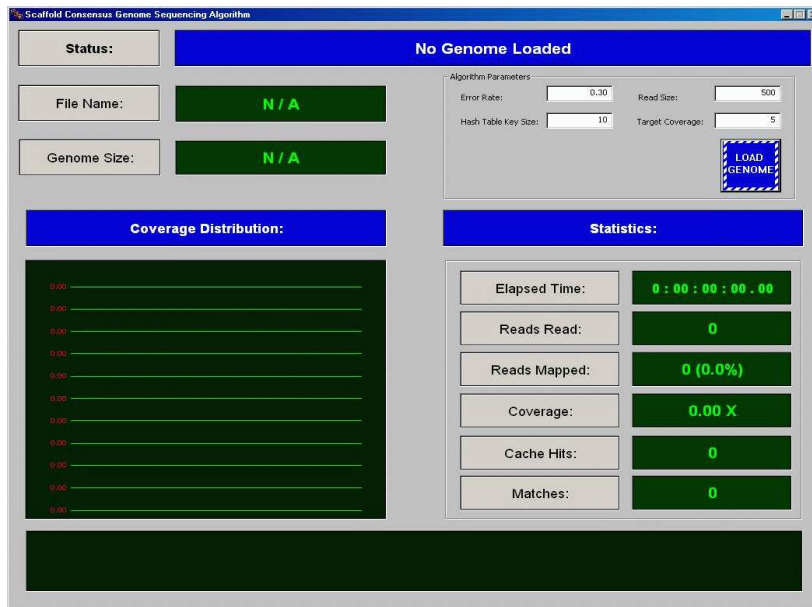 Scaffold Consensus Genome Sequencing Algorithm
Status:
No Genome Loaded
File Name:
N / A
Genome Size:
N / A
Algorithm Parameters
Error Rate:
0.30
Read Size:
500
Hash Table Key Size:
10
Target Coverage:
5
LOAD
GENOME
Coverage Distribution:
0.00
0.00
0.00
0.00
0.00
0.00
0.00
0.00
0.00
0.00
0.00
Statistics:
Elapsed Time:
0 : 00 : 00 : 00 . 00
Reads Read:
0
Reads Mapped:
0 (0.0%)
Coverage:
0.00 X
Cache Hits:
0
Matches:
0